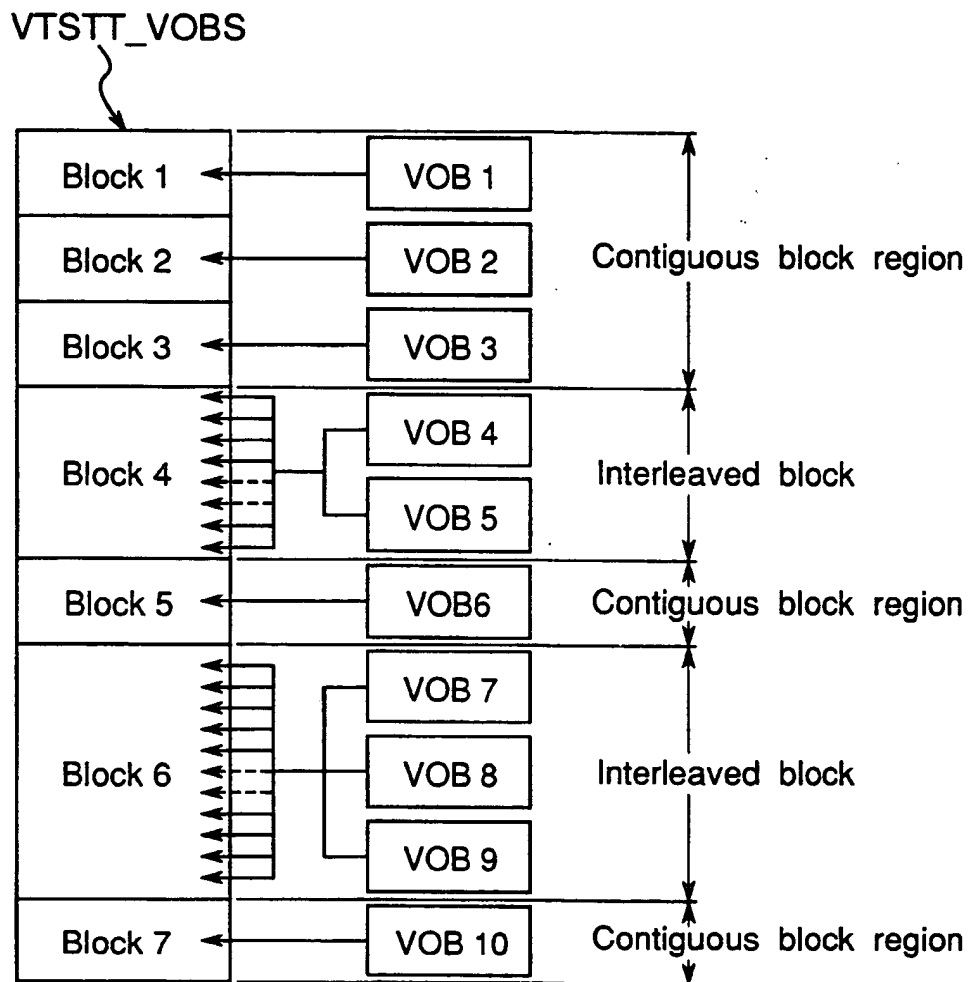 VTSTT_VOBS
Block 1
VOB 1
Block 2
VOB 2
Contiguous block region
Block 3
VOB 3
Block 4
VOB 4
Interleaved block
VOB 5
Block 5
VOB6
Contiguous block region
VOB 7
Block 6
VOB 8
Interleaved block
VOB 9
Block 7
VOB 10
Contiguous block region